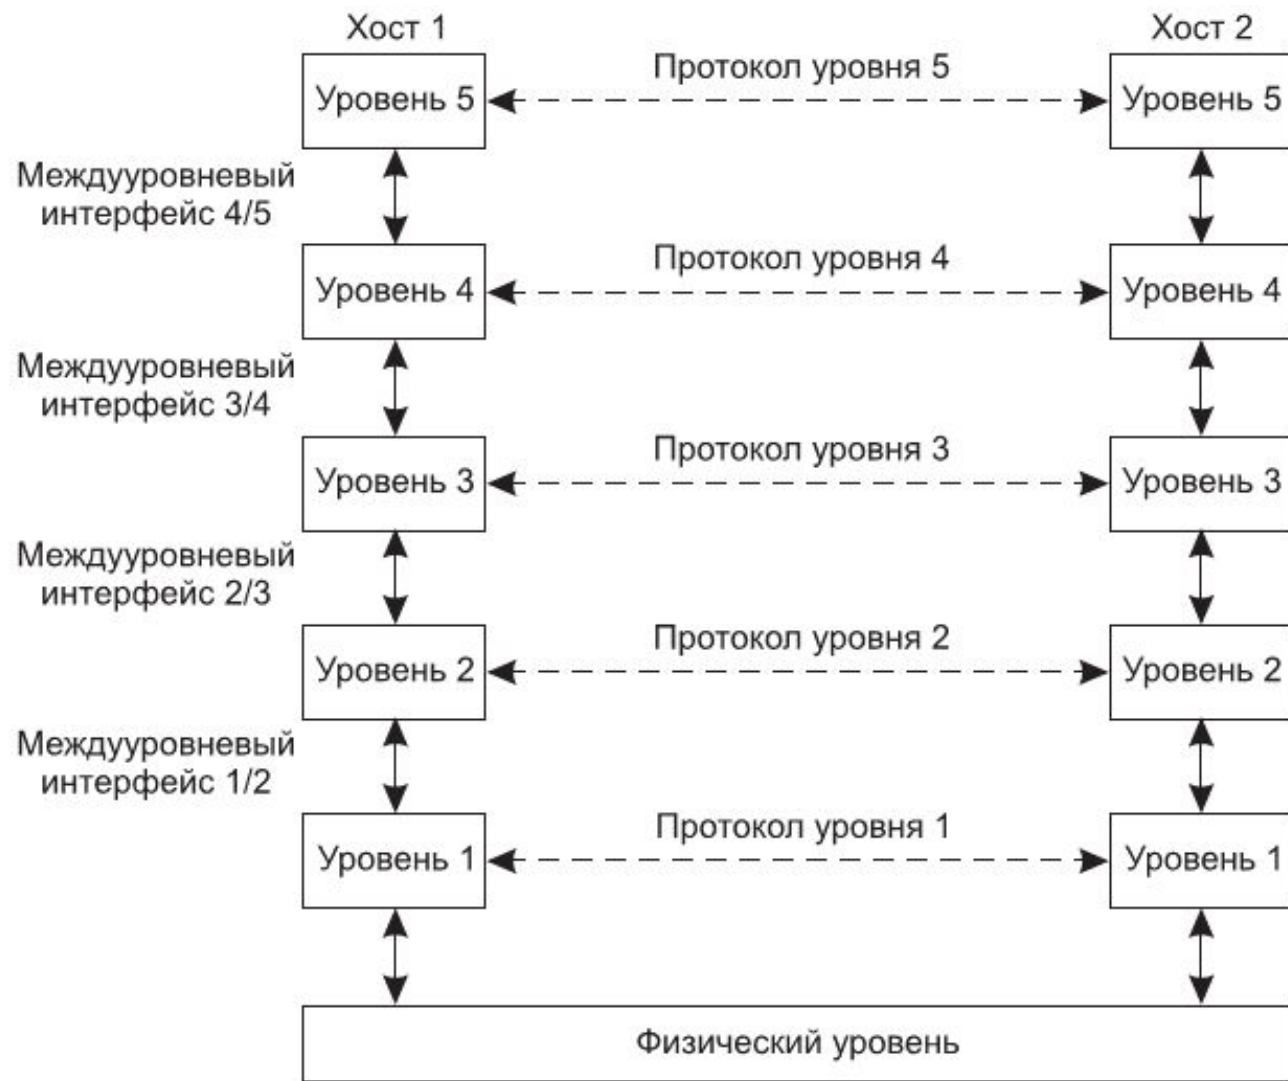 Хост 1
Хост 2
Протокол уровня 5
Уровень 5
Уровень 5
Междууровневый
интерфейс 4/5
Протокол уровня 4
Уровень 4
Уровень 4
Междууровневый
интерфейс 3/4
Протокол уровня 3
Уровень 3
Уровень 3
Междууровневый
интерфейс 2/3
Протокол уровня 2
Уровень 2
Уровень 2
Междууровневый
интерфейс 1/2
Протокол уровня 1
Уровень 1
Уровень 1
Физический уровень